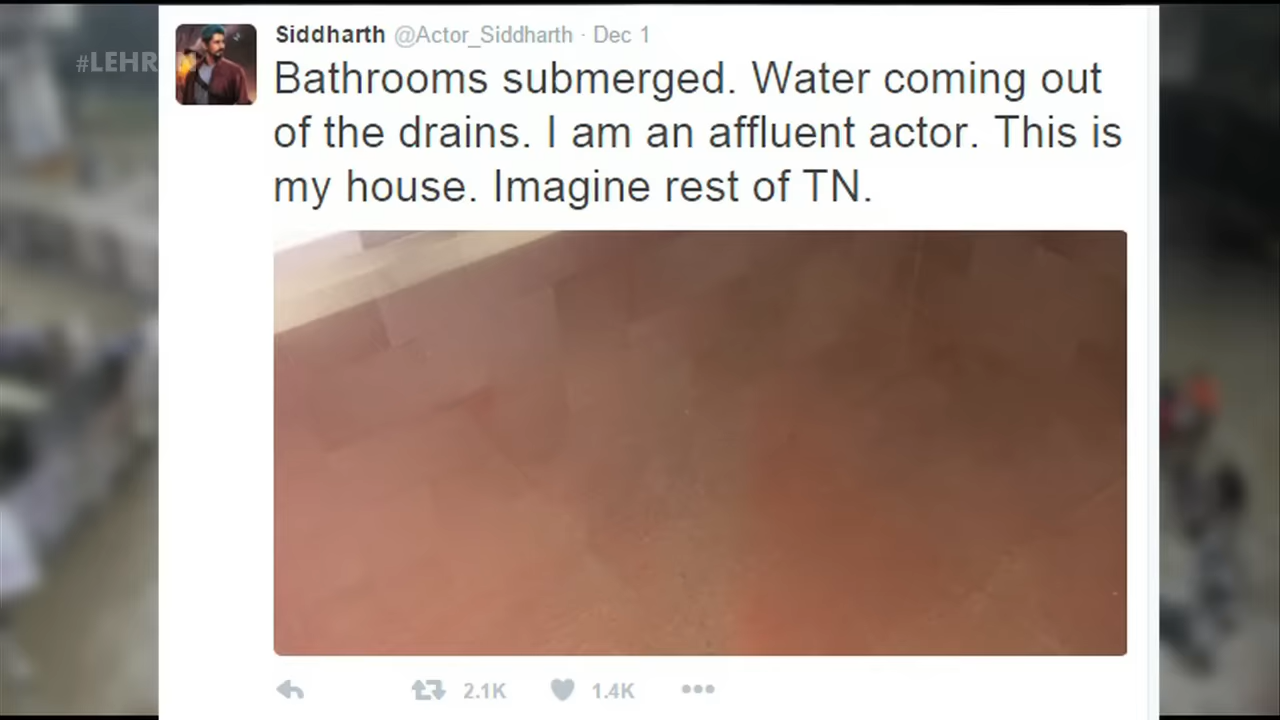 #LEHR
Siddharth @Actor_Siddharth · Dec 1
Bathrooms submerged. Water coming out
of the drains. I am an affluent actor. This is
my house. Imagine rest of TN.
2.1K 1.4K